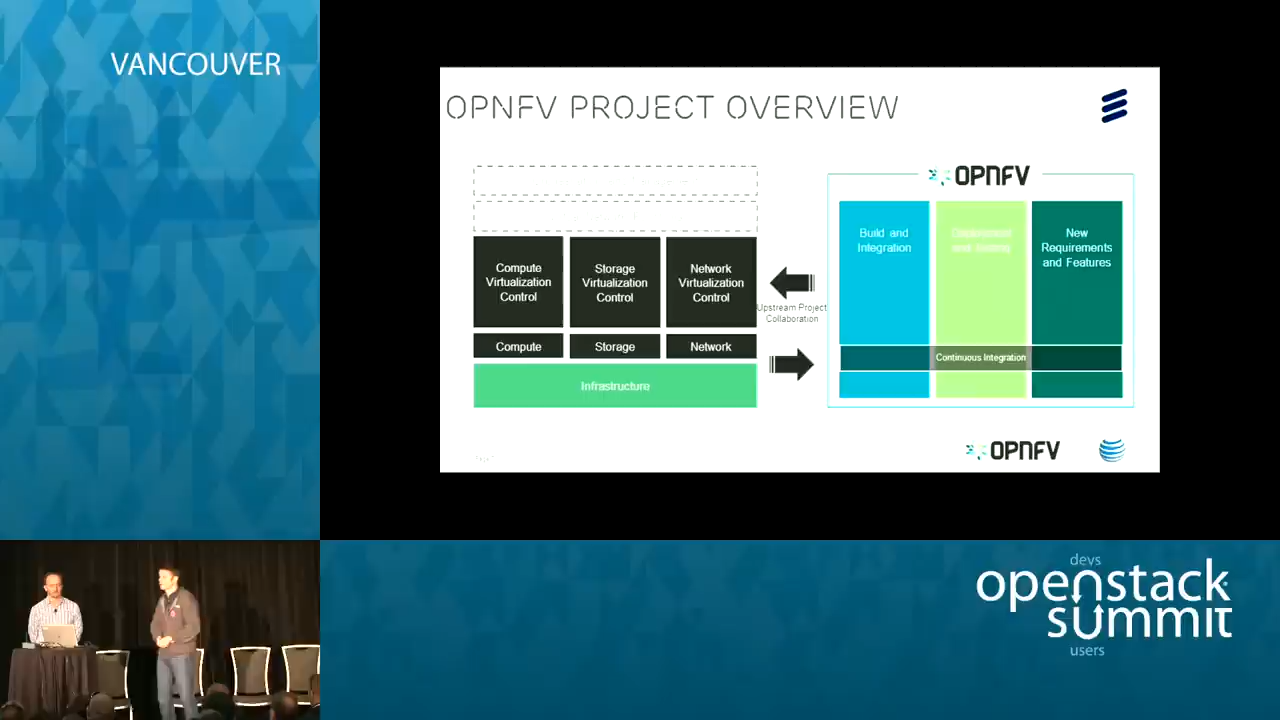 VANCOUVER
OPNFV PROJECT OVERVIEW
OPNFV
Compute
Virtualization
Control
Storage
Virtualization
Control
Network
Virtualization
Control
Compute
Storage
Network
Infrastructure
Upstream Project
Collaboration
Build and
Integration
New
Requirements
and Features
Continuous Integration
OPNFV
devs
openstack
summit
users